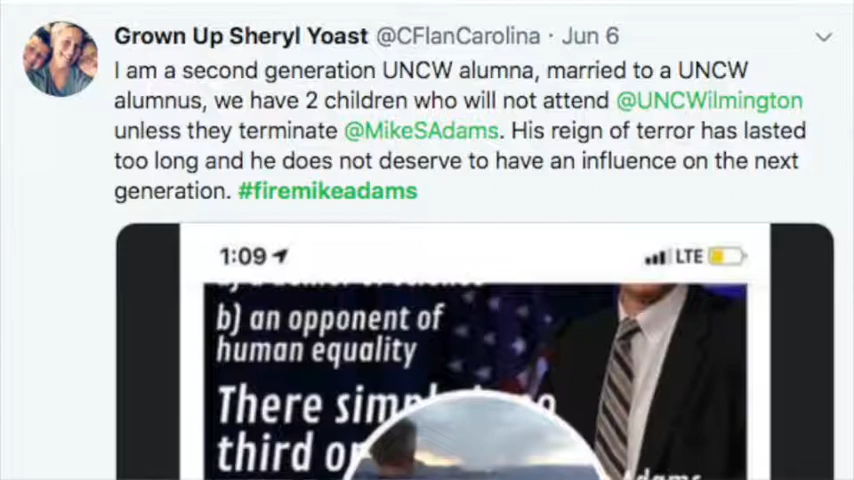 Grown Up Sheryl Yoast @CFIanCarolina · Jun 6
I am a second generation UNCW alumna, married to a UNCW
alumnus, we have 2 children who will not attend @UNCWilmington
unless they terminate @MikeSAdams. His reign of terror has lasted
too long and he does not deserve to have an influence on the next
generation. #firemikeadams
1:09 LTE
b) an opponent of
human equality
There
third
Adams